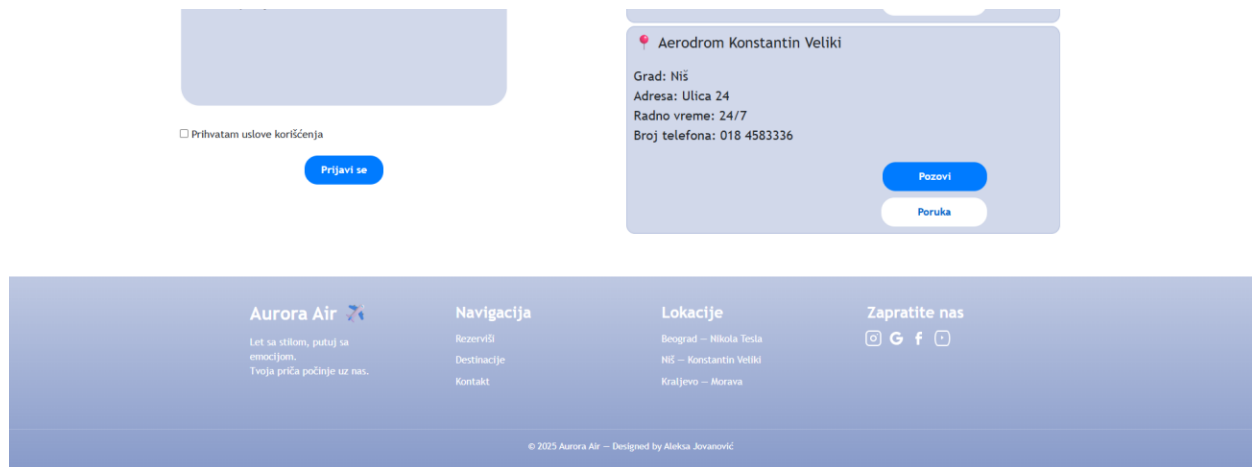 Prihvatam uslove korišćenja
Prijavi se
Aerodrom Konstantin Veliki
Grad: Niš
Adresa: Ulica 24
Radno vreme: 24/7
Broj telefona: 018 4583336
Pozovi
Poruka
Aurora Air
Let sa stilom, putuj sa
emocijom.
Tvoja priča počinje uz nas.
Navigacija
Rezerviši
Destinacije
Kontakt
Lokacije
Beograd — Nikola Tesla
Niš — Konstantin Veliki
Kraljevo — Morava
Zapratite nas
© 2025 Aurora Air — Designed by Aleksa Jovanović